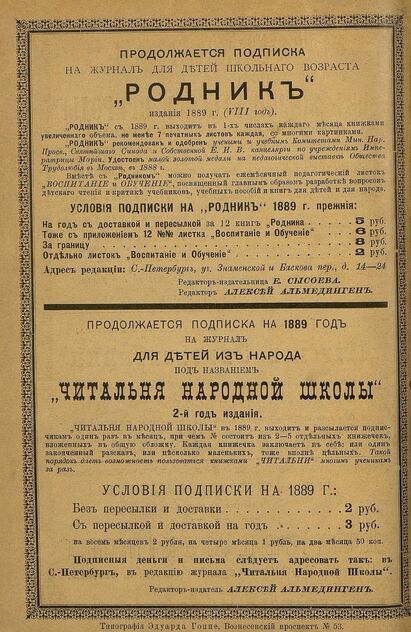 ПРОДОЛЖАЕТСЯ ПОДПИСКА
НА ЖУРНАЛЪ ДЛЯ ДѢТЕЙ ШКОЛЬНАГО ВОЗРАСТА
„РОДНИКЪ“
изданія 1889 г. (VIII годъ).
„РОДНИКЪ“ съ 1889 г. выходитъ въ 1-хъ числахъ каждаго мѣсяца книжками
увеличеннаго объема, не менѣе 7 печатныхъ листовъ каждая, со многими картинками.
„РОДНИКЪ“ рекомендованъ и одобренъ учеными и учебнымъ Комитетами Мин. Нар.
Просв., Святѣйшаго Синода и Собственной Е. И. В. канцеляріи по учрежденіямъ Импе-
ратрицы Маріи. Удостоенъ малой золотой медали на педагогической выставкѣ Общества
Трудолюбія въ Москвѣ, въ 1888 г.
Вмѣстѣ съ „Родникомъ“ можно получать ежемѣсячный педагогическій листокъ
„ВОСПИТАНІЕ и ОБУЧЕНІЕ“, посвященный главнымъ образомъ разработкѣ вопросовъ
дѣтскаго чтенія и критикѣ учебниковъ, учебныхъ пособій и книгъ для дѣтей и для народа.
УСЛОВІЯ ПОДПИСКИ НА „РОДНИКЪ“ 1889 г. прежнія:
На годъ съ доставкой и пересылкой за 12 книгъ „Родника 5 руб.
Тоже съ приложеніемъ 12 №№ листка „Воспитаніе и Обученіе“ 6 руб.
За границу 8 руб.
Отдѣльно листокъ „Воспитаніе и Обученіе“ 2 руб.
Адресъ редакціи: С.-Петербургъ, уг. Знаменской и Баскова пер., д. 14—24
Редакторъ-издательница Е. СЫСОЕВА.
Редакторъ АЛЕКСѢЙ АЛЬМЕДИНГЕНЪ.
ПРОДОЛЖАЕТСЯ ПОДПИСКА НА 1889 ГОДЪ
НА ЖУРНАЛЪ
ДЛЯ ДѢТЕЙ ИЗЪ НАРОДА
ПОДЪ НАЗВАНІЕМЪ
„ЧИТАЛЬНЯ НАРОДНОЙ ШКОЛЫ“
2-й годъ изданія.
„ЧИТАЛЬНЯ НАРОДНОЙ ШКОЛЫ“ въ 1889 г. выходитъ и разсылается подпис-
чикамъ одинъ разъ въ мѣсяцъ, при чемъ № состоитъ изъ 2—5 отдѣльныхъ книжечекъ,
вложенныхъ въ общую обложку. Каждая книжечка заключаетъ въ себѣ: или одинъ
законченный разсказъ, или нѣсколько маленькихъ, тоже вполнѣ цѣльныхъ. Такой
порядокъ даетъ возможность пользоваться книжками „ЧИТАЛЬНИ“ многимъ ученикамъ
за разъ.
УСЛОВІЯ ПОДПИСКИ НА 1889 Г.:
Безъ пересылки и доставки 2 руб.
Съ пересылкой и доставкой на годъ 3 руб.
на восемь мѣсяцевъ 2 рубля, на четыре мѣсяца 1 рубль, на два мѣсяца 50 коп.
Подписныя деньги и письма слѣдуетъ адресовать такъ: въ
С.-Петербургъ, въ редакцію журнала „Читальня Народной Школы“.
Редакторъ-издатель АЛЕКСѢЙ АЛЬМЕДИНГЕНЪ.
Типографія Эдуарда Гоппе, Вознесенскій проспектъ № 53.